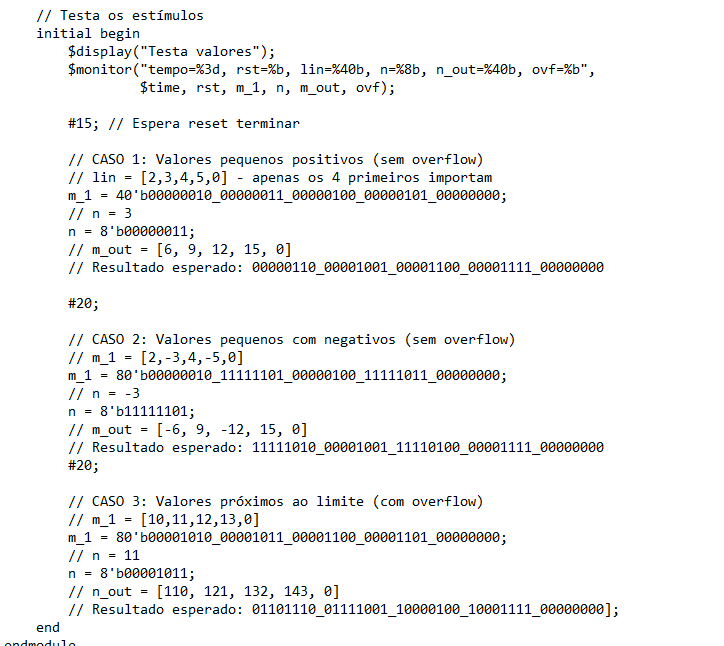 // Testa os estímulos
initial begin
$display("Testa valores");
$monitor("tempo=%3d, rst=%b, lin=%40b, n=%8b, n_out=%40b, ovf=%b",
$time, rst, m_1, n, m_out, ovf);
#15; // Espera reset terminar
// CASO 1: Valores pequenos positivos (sem overflow)
// lin = [2,3,4,5,0] - apenas os 4 primeiros importam
m_1 = 40'b00000010_00000011_00000100_00000101_00000000;
// n = 3
n = 8'b00000011;
// m_out = [6, 9, 12, 15, 0]
// Resultado esperado: 00000110_00001001_00001100_00001111_00000000
#20;
// CASO 2: Valores pequenos com negativos (sem overflow)
// m_1 = [2,-3,4,-5,0]
m_1 = 80'b00000010_11111101_00000100_11111011_00000000;
// n = -3
n = 8'b11111101;
// m_out = [-6, 9, -12, 15, 0]
// Resultado esperado: 11111010_00001001_11110100_00001111_00000000
#20;
// CASO 3: Valores próximos ao limite (com overflow)
// m_1 = [10,11,12,13,0]
m_1 = 80'b00001010_00001011_00001100_00001101_00000000;
// n = 11
n = 8'b00001011;
// n_out = [110, 121, 132, 143, 0]
// Resultado esperado: 01101110_01111001_10000100_10001111_00000000];
end
endmodule